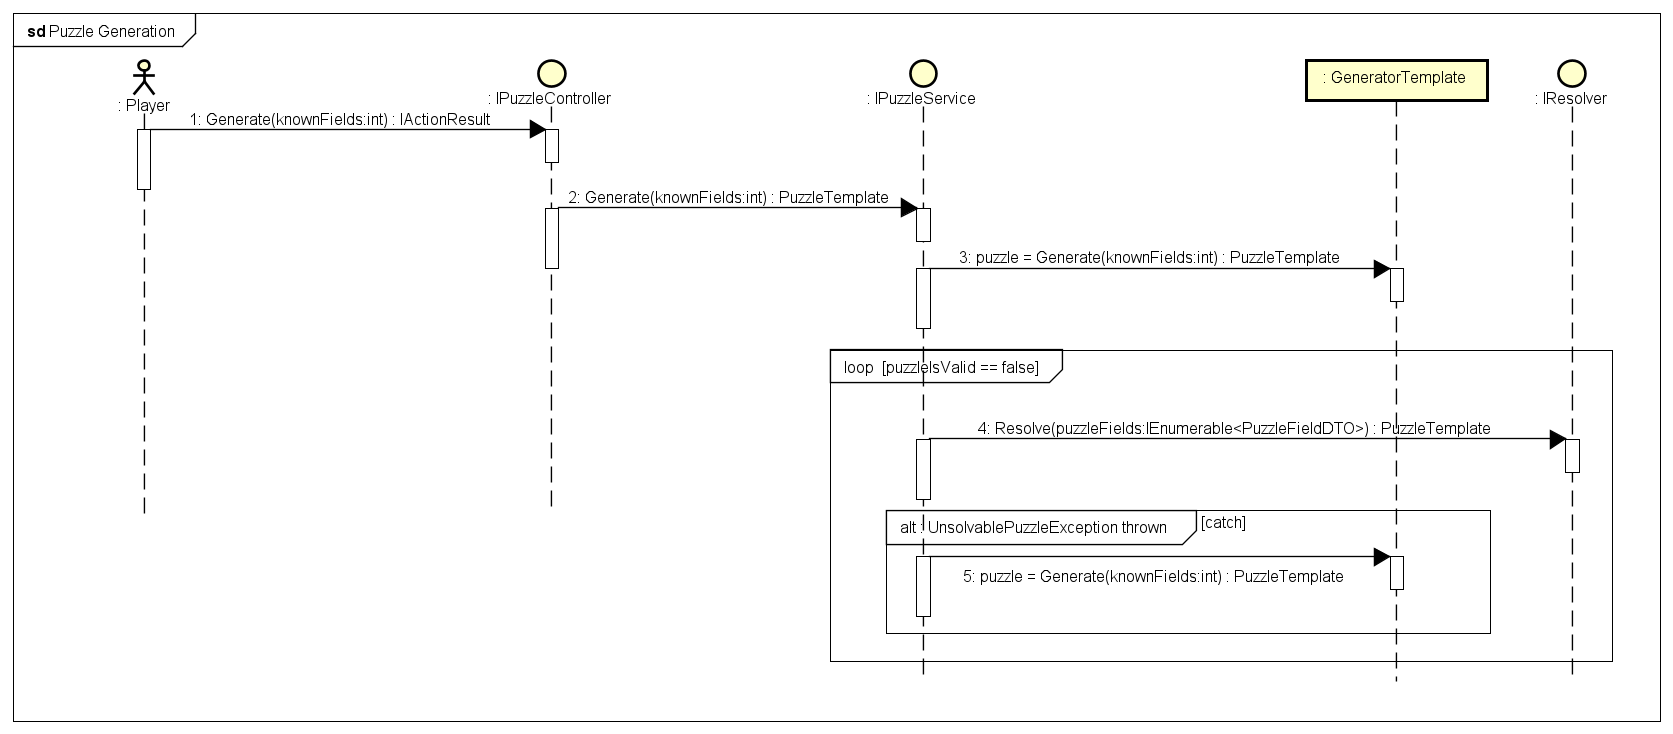 sd Puzzle Generation
: Player
: IPuzzleController
: IPuzzleService
: GeneratorTemplate
: IResolver
1: Generate(knownFields:int) : IActionResult
2: Generate(knownFields:int) : PuzzleTemplate
3: puzzle = Generate(knownFields:int) : PuzzleTemplate
loop [puzzleIsValid == false]
4: Resolve(puzzleFields:IEnumerable<PuzzleFieldDTO>) : PuzzleTemplate
alt : UnsolvablePuzzleException thrown
[catch]
5: puzzle = Generate(knownFields:int) : PuzzleTemplate